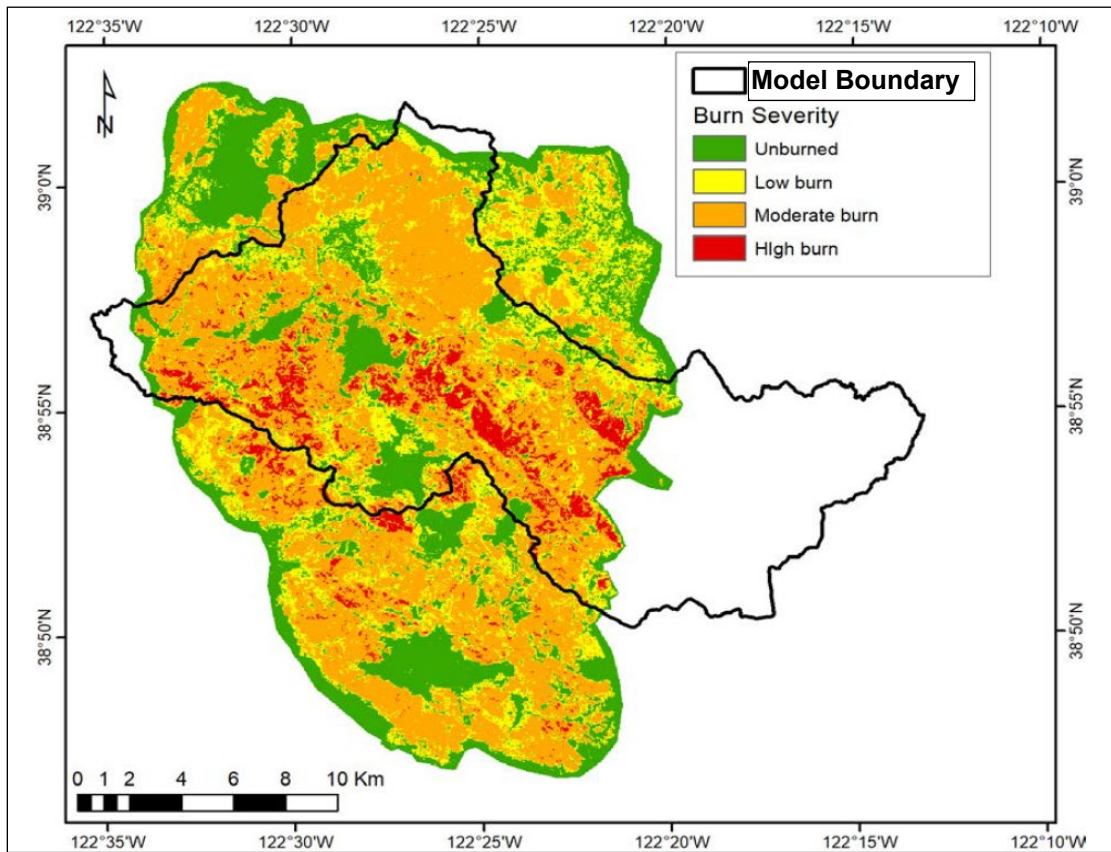 122°35'W 122°30'W 122°25'W 122°20'W 122°15'W 122°10'W
N
Model Boundary
Burn Severity
Unburned
Low burn
Moderate burn
HIgh burn
39°0'N
39°0'N
38°55'N
38°55'N
38°50'N
38°50'N
0 1 2 4 6 8 10 Km
122°35'W 122°30'W 122°25'W 122°20'W 122°15'W 122°10'W